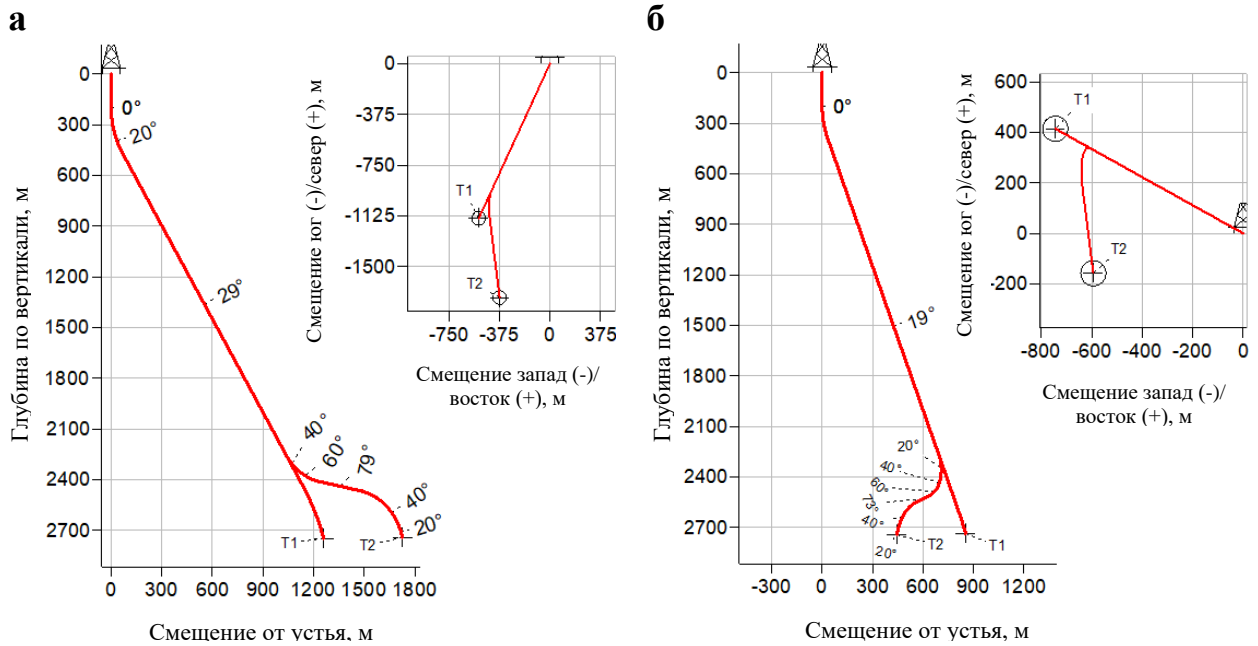 а
0
300
600
900
1200
1500
1800
2100
2400
2700
Глубина по вертикали, м
0°
20°
29°
40°
60°
79°
40°
20°
T1
T2
0 300 600 900 1200 1500 1800
Смещение от устья, м
0
-375
-750
-1125
-1500
Смещение юг (-)/север (+), м
T1
T2
-750 -375 0 375
Смещение запад (-)/
восток (+), м
б
0
300
600
900
1200
1500
1800
2100
2400
2700
Глубина по вертикали, м
0°
19°
20°
40°
60°
73°
40°
20°
T2
T1
-300 0 300 600 900 1200
Смещение от устья, м
600
400
200
0
-200
Смещение юг (-)/север (+), м
T1
T2
-800 -600 -400 -200 0
Смещение запад (-)/
восток (+), м